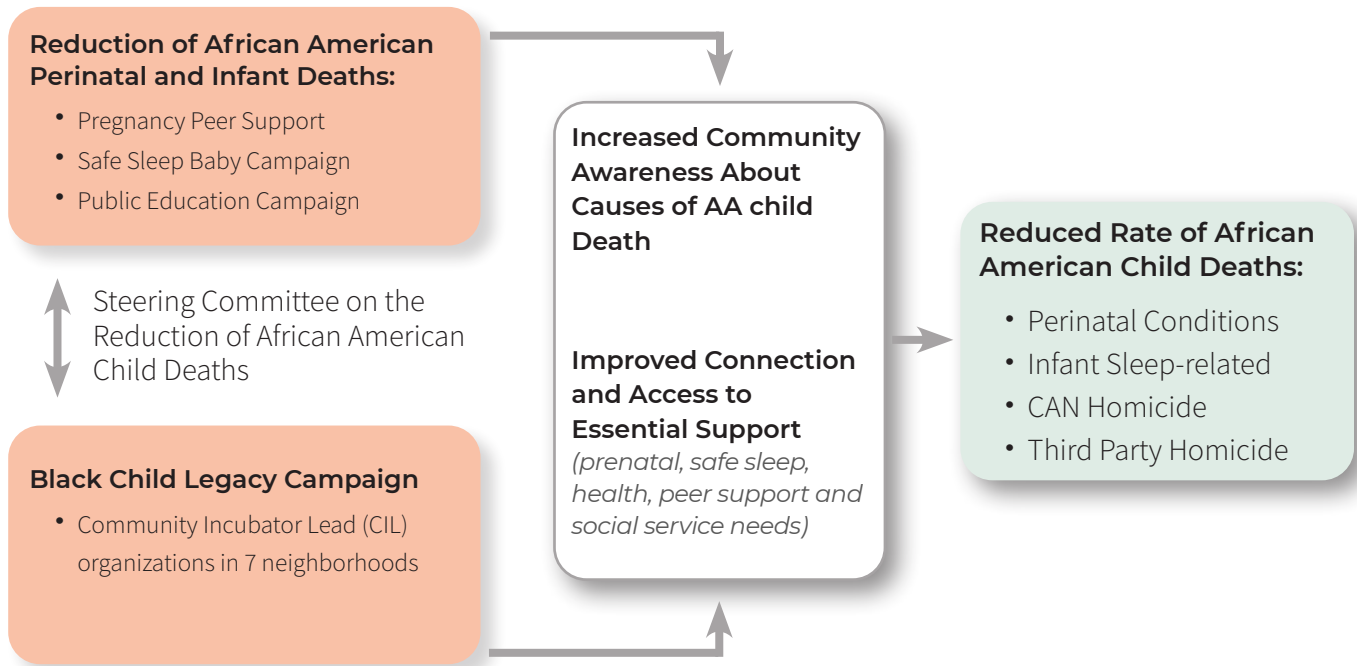 Reduction of African American
Perinatal and Infant Deaths:
• Pregnancy Peer Support
• Safe Sleep Baby Campaign
• Public Education Campaign
Steering Committee on the
Reduction of African American
Child Deaths
Black Child Legacy Campaign
• Community Incubator Lead (CIL)
organizations in 7 neighborhoods
Increased Community
Awareness About
Causes of AA child
Death
Improved Connection
and Access to
Essential Support
(prenatal, safe sleep,
health, peer support and
social service needs)
Reduced Rate of African
American Child Deaths:
• Perinatal Conditions
• Infant Sleep-related
• CAN Homicide
• Third Party Homicide